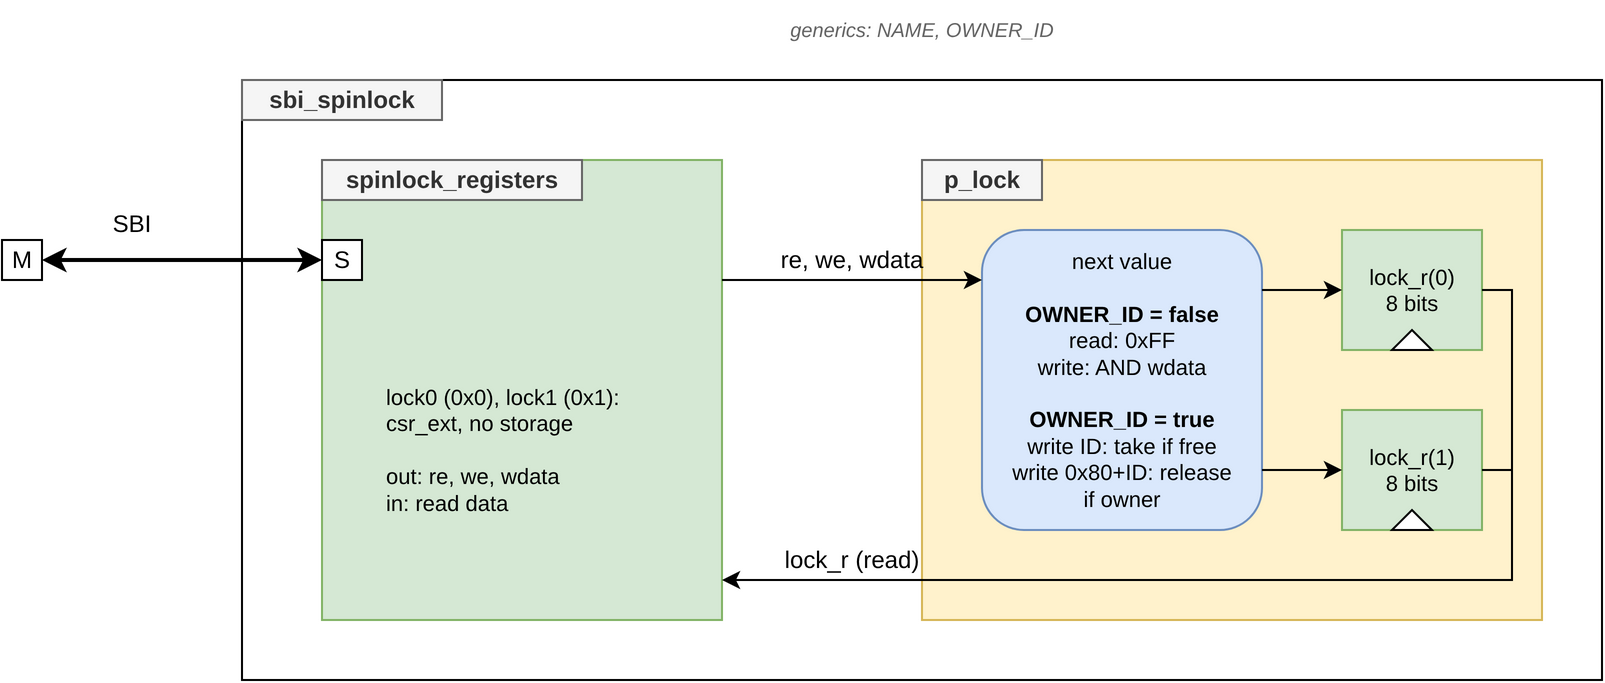 generics: NAME, OWNER_ID
sbi_spinlock
spinlock_registers
p_lock
SBI
M
S
re, we, wdata
next value
OWNER_ID = false
read: 0xFF
write: AND wdata
OWNER_ID = true
write ID: take if free
write 0x80+ID: release
if owner
lock_r(0)
8 bits
lock0 (0x0), lock1 (0x1):
csr_ext, no storage
out: re, we, wdata
in: read data
lock_r(1)
8 bits
lock_r (read)